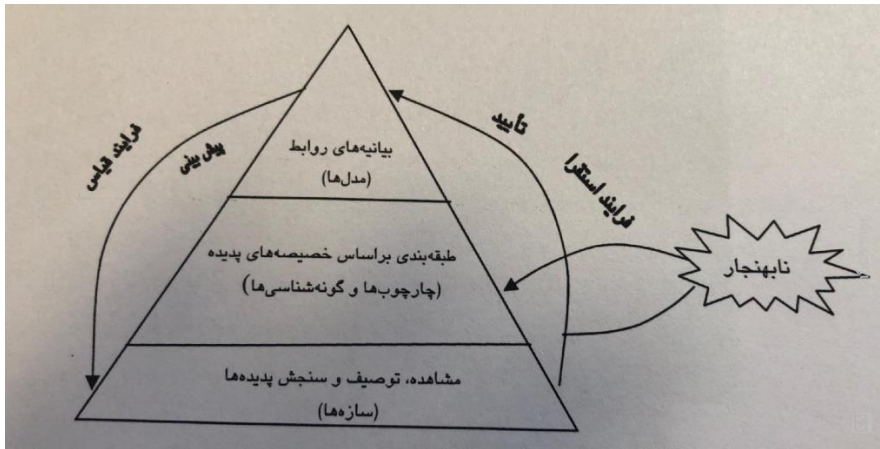 بیانیه‌های روابط
(مدل‌ها)
طبقه‌بندی براساس خصیصه‌های پدیده
(چارچوب‌ها و گونه‌شناسی‌ها)
مشاهده، توصیف و سنجش پدیده‌ها
(سازه‌ها)
تأیید
فرایند استقرا
پیش بینی
فرایند قیاس
نابهنجار